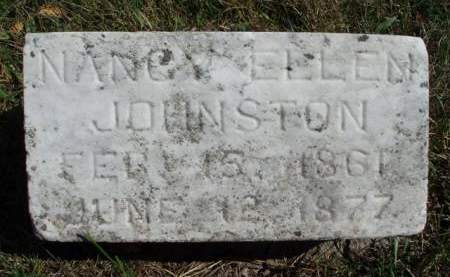 NANCY ELLEN
JOHNSTON
FEB. 15, 1861
JUNE 12, 1877